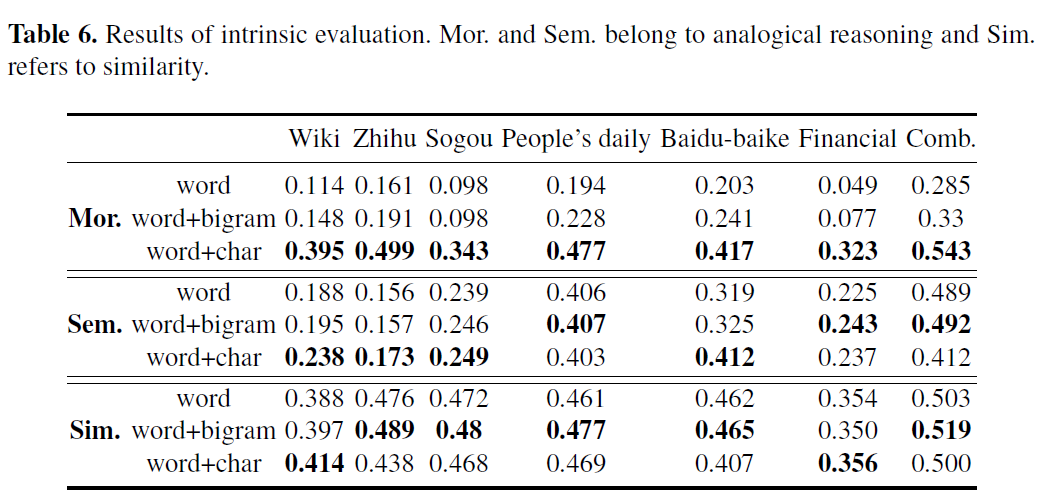 Table 6. Results of intrinsic evaluation. Mor. and Sem. belong to analogical reasoning and Sim.
refers to similarity.
Wiki Zhihu Sogou People's daily Baidu-baike Financial Comb.
word 0.114 0.161 0.098 0.194 0.203 0.049 0.285
Mor. word+bigram 0.148 0.191 0.098 0.228 0.241 0.077 0.33
word+char 0.395 0.499 0.343 0.477 0.417 0.323 0.543
word 0.188 0.156 0.239 0.406 0.319 0.225 0.489
Sem. word+bigram 0.195 0.157 0.246 0.407 0.325 0.243 0.492
word+char 0.238 0.173 0.249 0.403 0.412 0.237 0.412
word 0.388 0.476 0.472 0.461 0.462 0.354 0.503
Sim. word+bigram 0.397 0.489 0.48 0.477 0.465 0.350 0.519
word+char 0.414 0.438 0.468 0.469 0.407 0.356 0.500